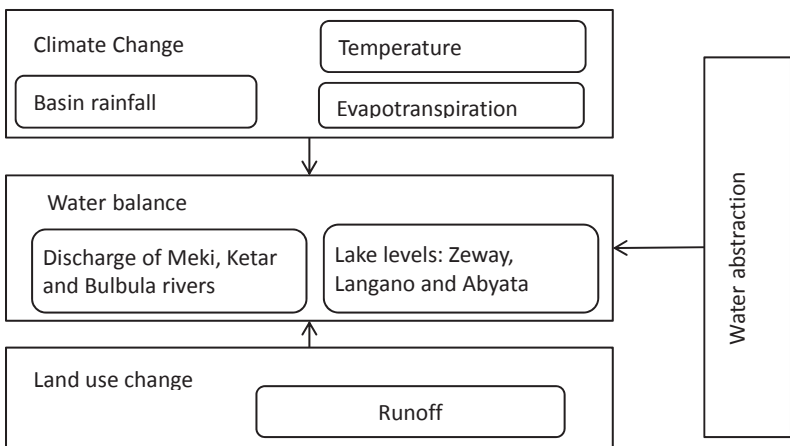 Climate Change
Temperature
Basin rainfall
Evapotranspiration
Water balance
Discharge of Meki, Ketar
and Bulbula rivers
Lake levels: Zeway,
Langano and Abyata
Land use change
Runoff
Water abstraction